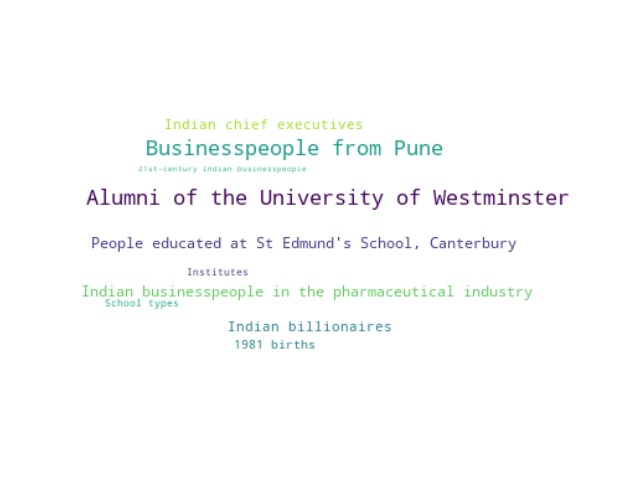 Indian chief executives
Businesspeople from Pune
21st-century Indian businesspeople
Alumni of the University of Westminster
People educated at St Edmund's School, Canterbury
Institutes
Indian businesspeople in the pharmaceutical industry
School types
Indian billionaires
1981 births